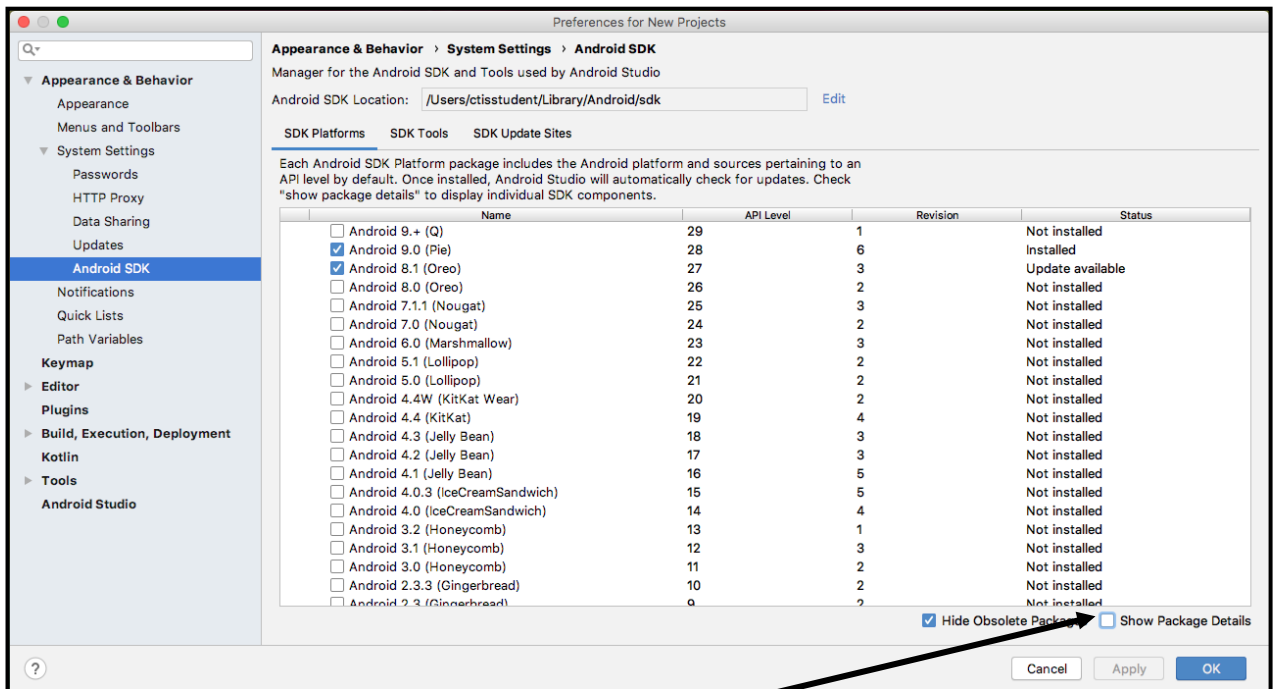 Preferences for New Projects
Appearance & Behavior
Appearance
Menus and Toolbars
System Settings
Passwords
HTTP Proxy
Data Sharing
Updates
Android SDK
Notifications
Quick Lists
Path Variables
Keymap
Editor
Plugins
Build, Execution, Deployment
Kotlin
Tools
Android Studio
Appearance & Behavior › System Settings › Android SDK
Manager for the Android SDK and Tools used by Android Studio
Android SDK Location: /Users/ctisstudent/Library/Android/sdk Edit
SDK Platforms SDK Tools SDK Update Sites
Each Android SDK Platform package includes the Android platform and sources pertaining to an
API level by default. Once installed, Android Studio will automatically check for updates. Check
"show package details" to display individual SDK components.
Name API Level Revision Status
Android 9.+ (Q) 29 1 Not installed
Android 9.0 (Pie) 28 6 Installed
Android 8.1 (Oreo) 27 3 Update available
Android 8.0 (Oreo) 26 2 Not installed
Android 7.1.1 (Nougat) 25 3 Not installed
Android 7.0 (Nougat) 24 2 Not installed
Android 6.0 (Marshmallow) 23 3 Not installed
Android 5.1 (Lollipop) 22 2 Not installed
Android 5.0 (Lollipop) 21 2 Not installed
Android 4.4W (KitKat Wear) 20 2 Not installed
Android 4.4 (KitKat) 19 4 Not installed
Android 4.3 (Jelly Bean) 18 3 Not installed
Android 4.2 (Jelly Bean) 17 3 Not installed
Android 4.1 (Jelly Bean) 16 5 Not installed
Android 4.0.3 (IceCreamSandwich) 15 5 Not installed
Android 4.0 (IceCreamSandwich) 14 4 Not installed
Android 3.2 (Honeycomb) 13 1 Not installed
Android 3.1 (Honeycomb) 12 3 Not installed
Android 3.0 (Honeycomb) 11 2 Not installed
Android 2.3.3 (Gingerbread) 10 2 Not installed
Android 2.3 (Gingerbread) 9 2 Not installed
Hide Obsolete Packag Show Package Details
? Cancel Apply OK